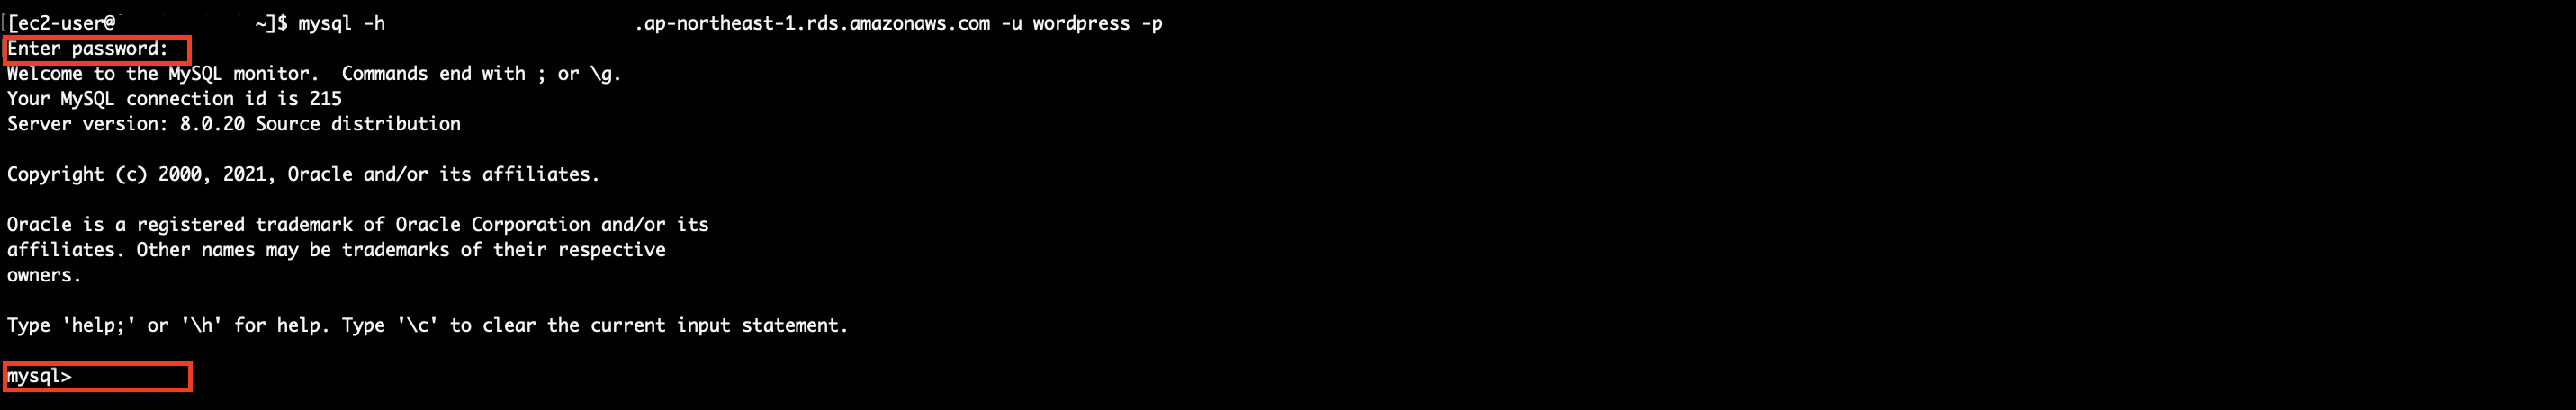 [[ec2-user@ ~]$ mysql -h .ap-northeast-1.rds.amazonaws.com -u wordpress -p
Enter password:
Welcome to the MySQL monitor.  Commands end with ; or \g.
Your MySQL connection id is 215
Server version: 8.0.20 Source distribution
Copyright (c) 2000, 2021, Oracle and/or its affiliates.
Oracle is a registered trademark of Oracle Corporation and/or its
affiliates. Other names may be trademarks of their respective
owners.
Type 'help;' or '\h' for help. Type '\c' to clear the current input statement.
mysql>